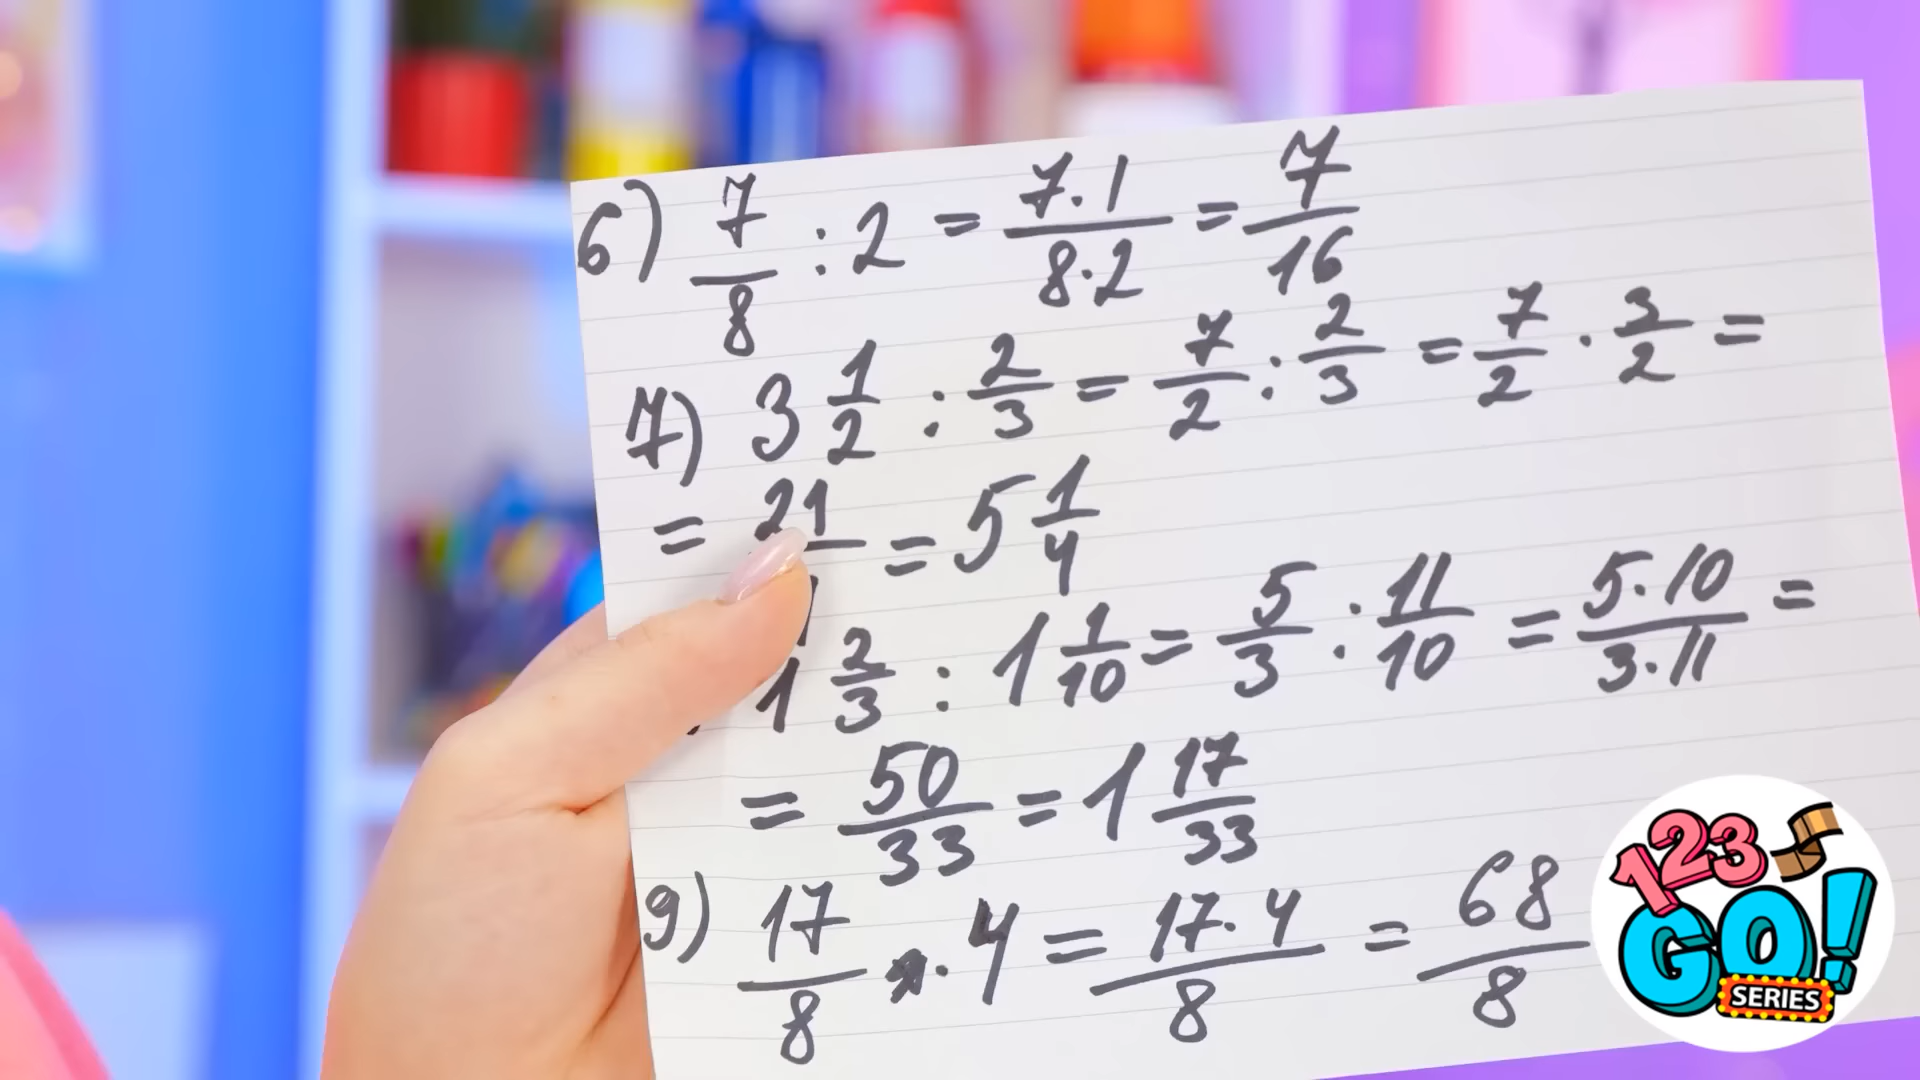 6) 7/8 : 2 = 7·1/8·2 = 7/16
7) 3 1/2 : 2/3 = 7/2 : 2/3 = 7/2 · 3/2 =
= 21/ = 5 1/4
1 2/3 : 1 1/10 = 5/3 : 11/10 = 5·10/3·11 =
= 50/33 = 1 17/33
9) 17/8 · 4 = 17·4/8 = 68/8
123
GO!
SERIES